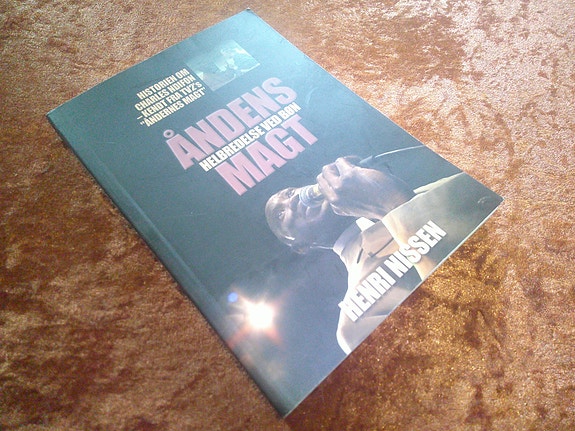 HISTORIEN OM
CHARLES NDIFON
- KENDT FRA TV2's
"ÅNDERNES MAGT"
ÅNDENS
HELBREDELSE VED BØN
MAGT
HENRI NISSEN